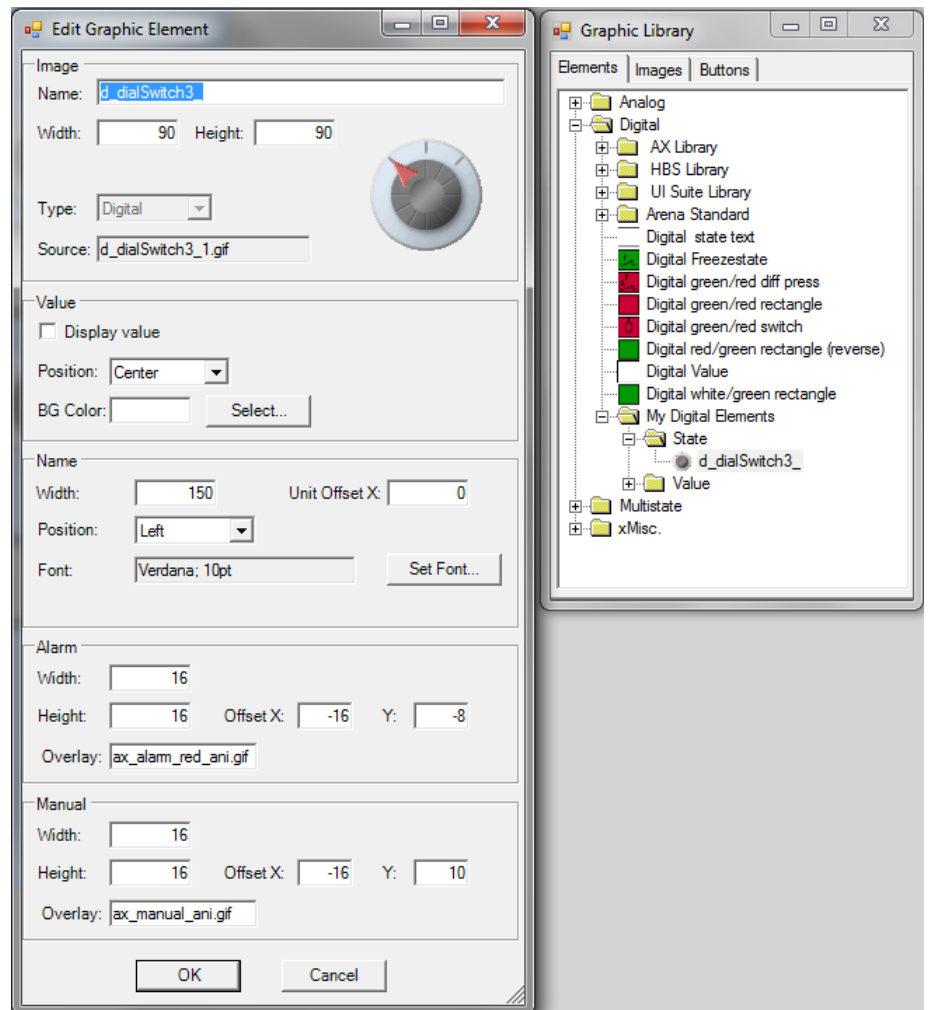 Edit Graphic Element
Image
Name: d_dialSwitch3_
Width: 90 Height: 90
Type: Digital
Source: d_dialSwitch3_1.gif
Value
Display value
Position: Center
BG Color: Select...
Name
Width: 150 Unit Offset X: 0
Position: Left
Font: Verdana; 10pt Set Font...
Alarm
Width: 16
Height: 16 Offset X: -16 Y: -8
Overlay: ax_alarm_red_ani.gif
Manual
Width: 16
Height: 16 Offset X: -16 Y: 10
Overlay: ax_manual_ani.gif
OK Cancel
Graphic Library
Elements Images Buttons
Analog
Digital
AX Library
HBS Library
UI Suite Library
Arena Standard
Digital state text
Digital Freezestate
Digital green/red diff press
Digital green/red rectangle
Digital green/red switch
Digital red/green rectangle (reverse)
Digital Value
Digital white/green rectangle
My Digital Elements
State
d_dialSwitch3_
Value
Multistate
xMisc.